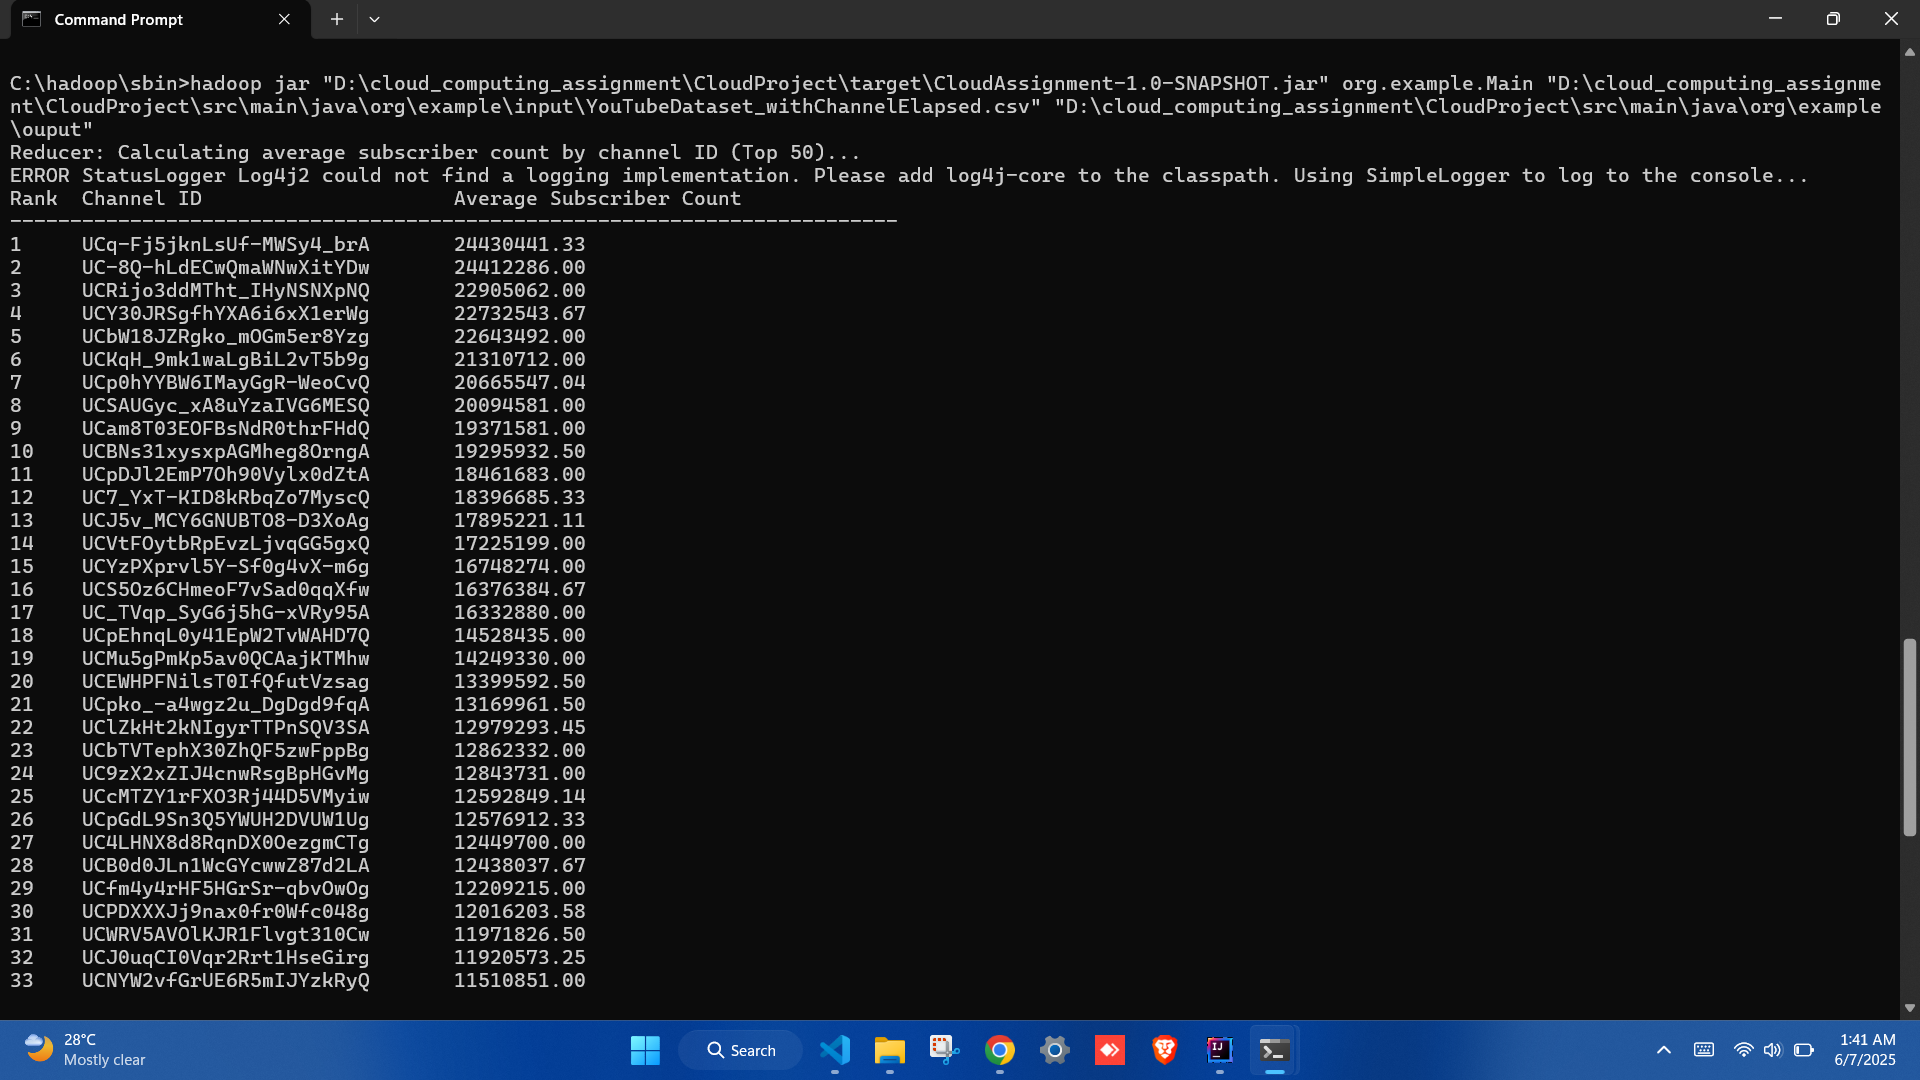 Command Prompt
C:\hadoop\sbin>hadoop jar "D:\cloud_computing_assignment\CloudProject\target\CloudAssignment-1.0-SNAPSHOT.jar" org.example.Main "D:\cloud_computing_assignme
nt\CloudProject\src\main\java\org\example\input\YouTubeDataset_withChannelElapsed.csv" "D:\cloud_computing_assignment\CloudProject\src\main\java\org\example
\ouput"
Reducer: Calculating average subscriber count by channel ID (Top 50)...
ERROR StatusLogger Log4j2 could not find a logging implementation. Please add log4j-core to the classpath. Using SimpleLogger to log to the console...
Rank  Channel ID                     Average Subscriber Count
--------------------------------------------------------------------------
1     UCq-Fj5jknLsUf-MWSy4_brA       24430441.33
2     UC-8Q-hLdECwQmaWNwXitYDw       24412286.00
3     UCRijo3ddMTht_IHyNSNXpNQ       22905062.00
4     UCY30JRSgfhYXA6i6xX1erWg       22732543.67
5     UCbW18JZRgko_mOGm5er8Yzg       22643492.00
6     UCKqH_9mk1waLgBiL2vT5b9g       21310712.00
7     UCp0hYYBW6IMayGgR-WeoCvQ       20665547.04
8     UCSAUGyc_xA8uYzaIVG6MESQ       20094581.00
9     UCam8T03EOFBsNdR0thrFHdQ       19371581.00
10    UCBNs31xysxpAGMheg8OrngA       19295932.50
11    UCpDJl2EmP7Oh90Vylx0dZtA       18461683.00
12    UC7_YxT-KID8kRbqZo7MyscQ       18396685.33
13    UCJ5v_MCY6GNUBTO8-D3XoAg       17895221.11
14    UCVtFOytbRpEvzLjvqGG5gxQ       17225199.00
15    UCYzPXprvl5Y-Sf0g4vX-m6g       16748274.00
16    UCS5Oz6CHmeoF7vSad0qqXfw       16376384.67
17    UC_TVqp_SyG6j5hG-xVRy95A       16332880.00
18    UCpEhnqL0y41EpW2TvWAHD7Q       14528435.00
19    UCMu5gPmKp5av0QCAajKTMhw       14249330.00
20    UCEWHPFNilsT0IfQfutVzsag       13399592.50
21    UCpko_-a4wgz2u_DgDgd9fqA       13169961.50
22    UClZkHt2kNIgyrTTPnSQV3SA       12979293.45
23    UCbTVTephX30ZhQF5zwFppBg       12862332.00
24    UC9zX2xZIJ4cnwRsgBpHGvMg       12843731.00
25    UCcMTZY1rFXO3Rj44D5VMyiw       12592849.14
26    UCpGdL9Sn3Q5YWUH2DVUW1Ug       12576912.33
27    UC4LHNX8d8RqnDX0OezgmCTg       12449700.00
28    UCB0d0JLn1WcGYcwwZ87d2LA       12438037.67
29    UCfm4y4rHF5HGrSr-qbvOwOg       12209215.00
30    UCPDXXXJj9nax0fr0Wfc048g       12016203.58
31    UCWRV5AVOlKJR1Flvgt310Cw       11971826.50
32    UCJ0uqCI0Vqr2Rrt1HseGirg       11920573.25
33    UCNYW2vfGrUE6R5mIJYzkRyQ       11510851.00
28°C
Mostly clear
Search
1:41 AM
6/7/2025